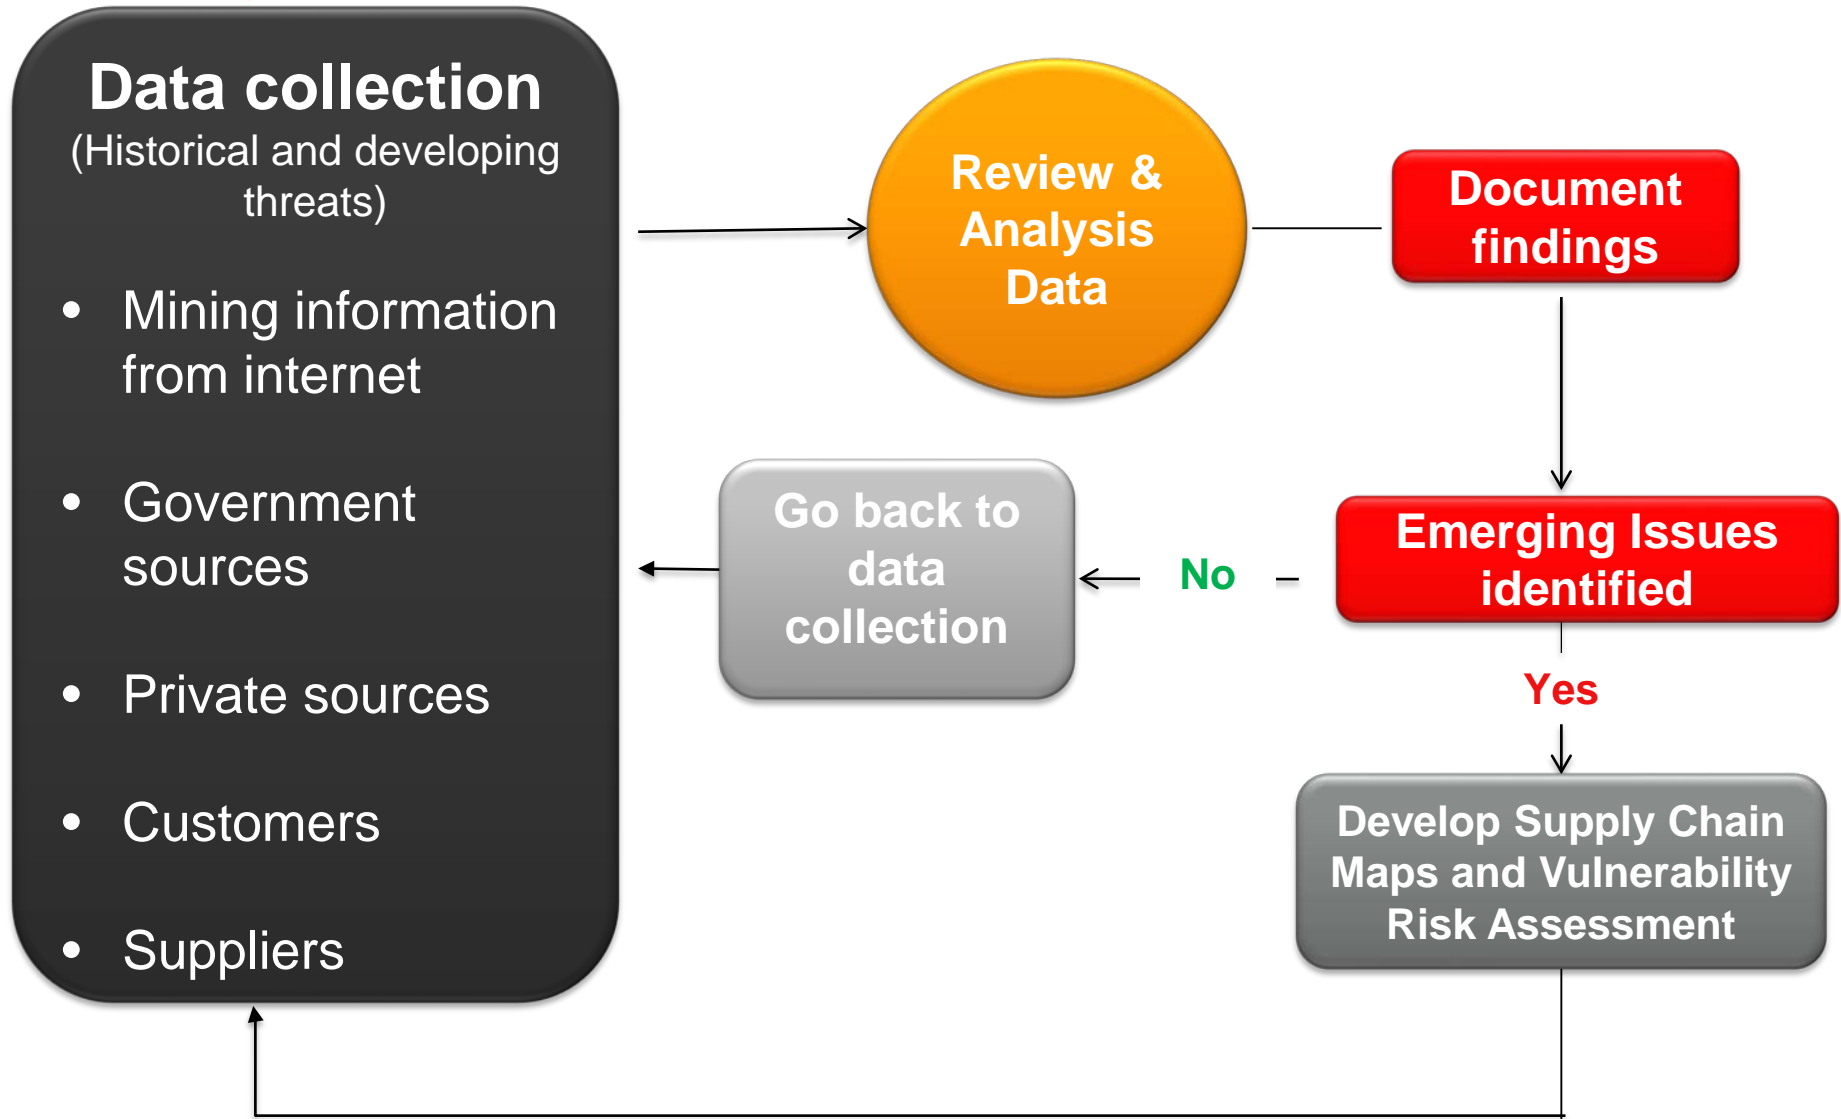 Data collection
(Historical and developing
threats)
• Mining information
from internet
• Government
sources
• Private sources
• Customers
• Suppliers
Review &
Analysis
Data
Document
findings
Emerging Issues
identified
No
Go back to
data
collection
Yes
Develop Supply Chain
Maps and Vulnerability
Risk Assessment